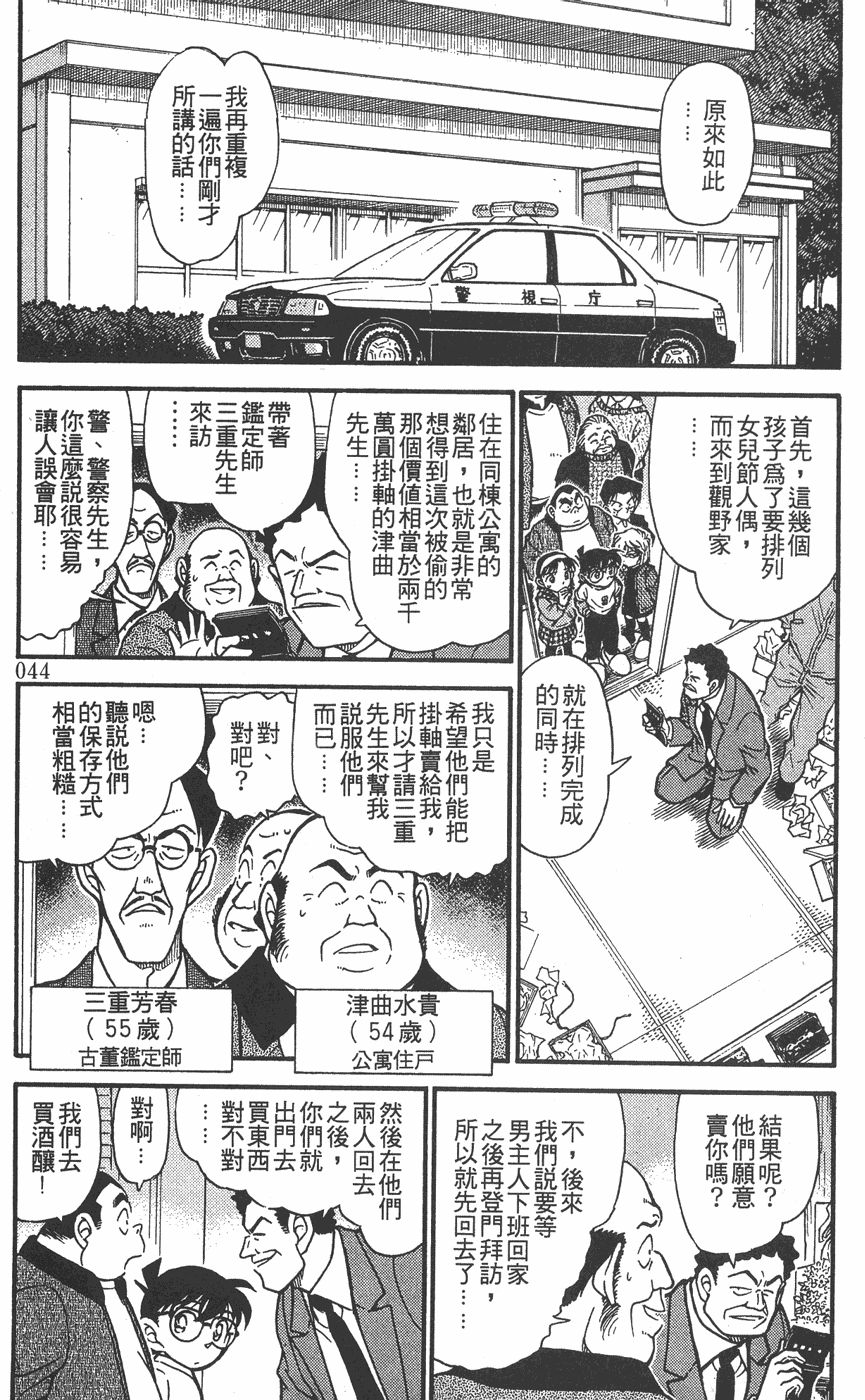 原來如此
……
我再重複
一遍你們剛才
所講的話……
警視庁
首先，這幾個
孩子為了要排列
女兒節人偶，
而來到觀野家
……
就在排列完成
的同時……
住在同棟公寓的
鄰居，也就是非常
想得到這次被偷的
那個價值相當於兩千
萬圓掛軸的津曲
先生……
帶著
鑑定師
三重先生
來訪
……
警、警察先生，
你這麼說很容易
讓人誤會耶……
044
我只是
希望他們能把
掛軸賣給我，
所以才請三重
先生來幫我
說服他們
而已……
對、
對吧？
嗯…
聽說他們
的保存方式
相當粗糙……
津曲水貴
（54歲）
公寓住戶
三重芳春
（55歲）
古董鑑定師
結果呢？
他們願意
賣你嗎？
不，後來
我們說要等
男主人下班回家
之後再登門拜訪，
所以就先回去了……
然後在他們
兩人回去
之後，
你們就
出門去
買東西
對不對
……
對啊…
我們去
買酒釀！